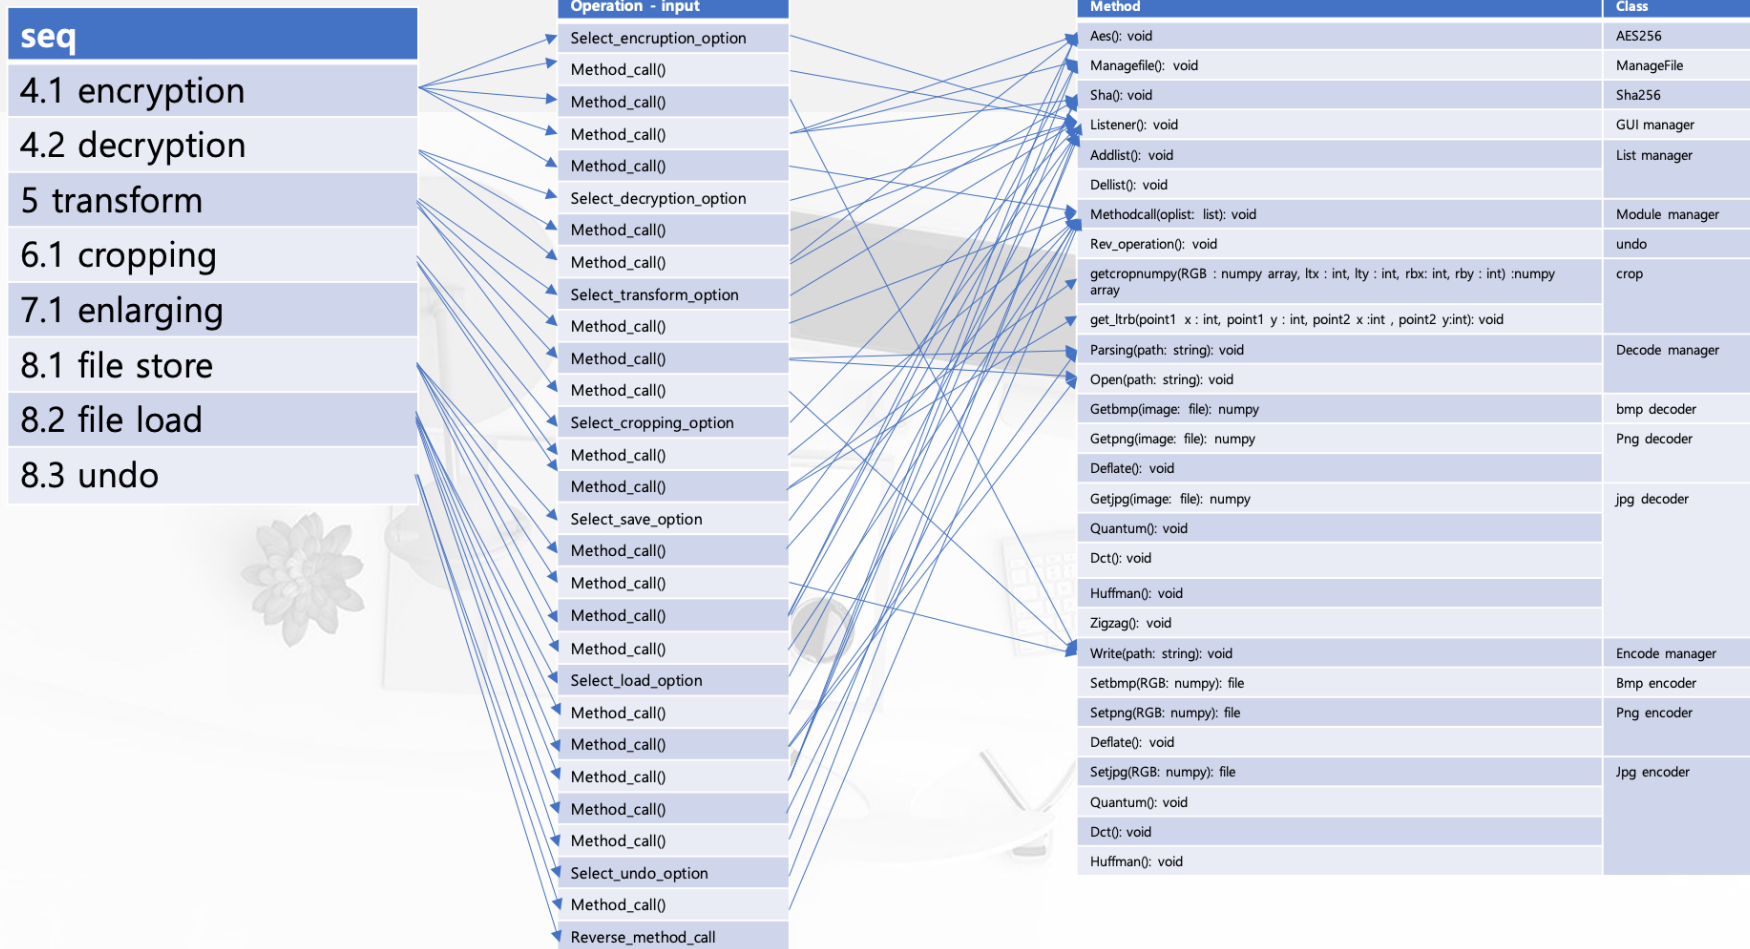 seq
4.1 encryption
4.2 decryption
5 transform
6.1 cropping
7.1 enlarging
8.1 file store
8.2 file load
8.3 undo
Operation - input
Select_encruption_option
Method_call()
Method_call()
Method_call()
Method_call()
Select_decryption_option
Method_call()
Method_call()
Select_transform_option
Method_call()
Method_call()
Method_call()
Select_cropping_option
Method_call()
Method_call()
Select_save_option
Method_call()
Method_call()
Method_call()
Method_call()
Select_load_option
Method_call()
Method_call()
Method_call()
Method_call()
Method_call()
Select_undo_option
Method_call()
Reverse_method_call
Method Class
Aes(): void AES256
Managefile(): void ManageFile
Sha(): void Sha256
Listener(): void GUI manager
Addlist(): void List manager
Dellist(): void
Methodcall(oplist: list): void Module manager
Rev_operation(): void undo
getcropnumpy(RGB : numpy array, ltx : int, lty : int, rbx: int, rby : int) :numpy crop
array
get_ltrb(point1 x : int, point1 y : int, point2 x :int , point2 y:int): void
Parsing(path: string): void Decode manager
Open(path: string): void
Getbmp(image: file): numpy bmp decoder
Getpng(image: file): numpy Png decoder
Deflate(): void
Getjpg(image: file): numpy jpg decoder
Quantum(): void
Dct(): void
Huffman(): void
Zigzag(): void
Write(path: string): void Encode manager
Setbmp(RGB: numpy): file Bmp encoder
Setpng(RGB: numpy): file Png encoder
Deflate(): void
Setjpg(RGB: numpy): file Jpg encoder
Quantum(): void
Dct(): void
Huffman(): void